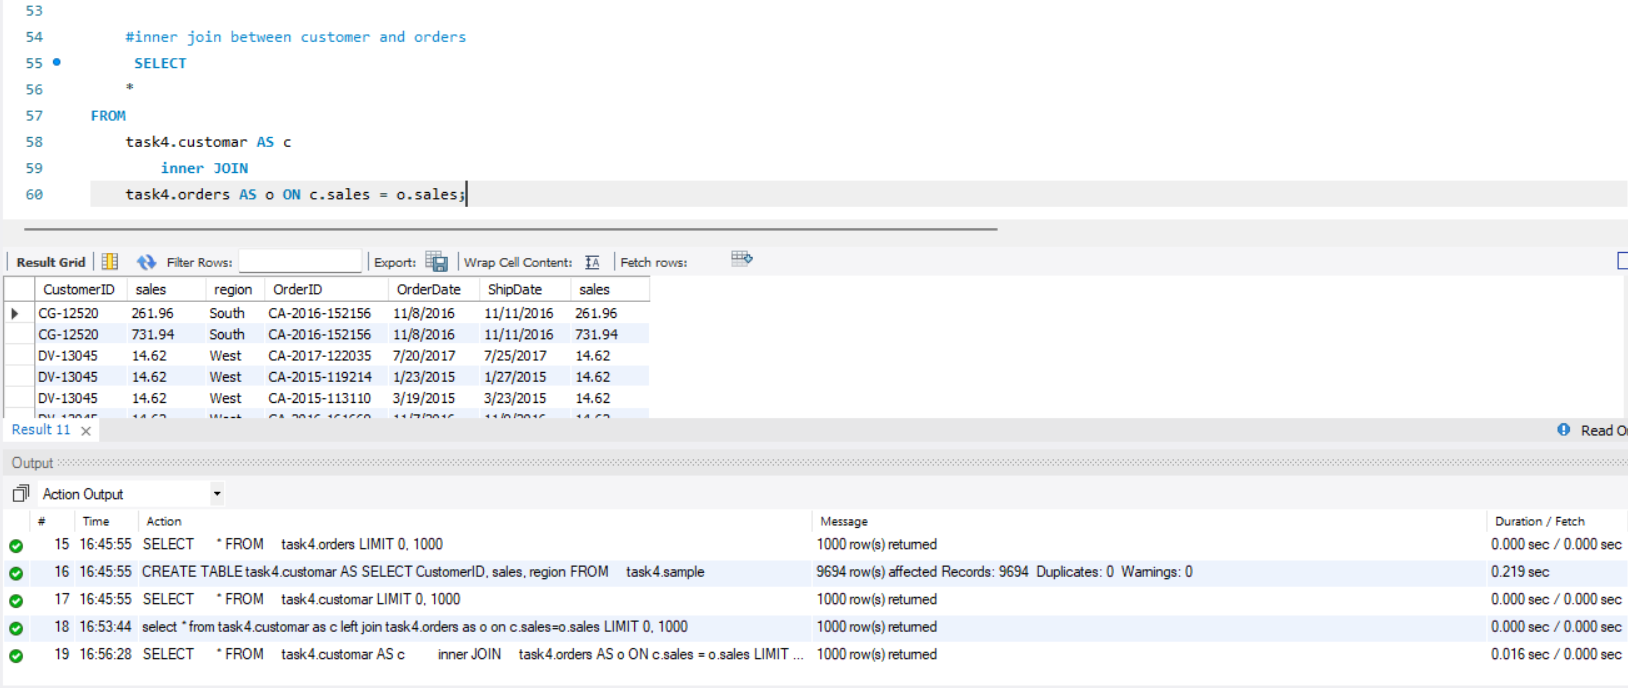 53
54 #inner join between customer and orders
55 SELECT
56 *
57 FROM
58 task4.customar AS c
59 inner JOIN
60 task4.orders AS o ON c.sales = o.sales;
Result Grid Filter Rows: Export: Wrap Cell Content: Fetch rows:
CustomerID sales region OrderID OrderDate ShipDate sales
CG-12520 261.96 South CA-2016-152156 11/8/2016 11/11/2016 261.96
CG-12520 731.94 South CA-2016-152156 11/8/2016 11/11/2016 731.94
DV-13045 14.62 West CA-2017-122035 7/20/2017 7/25/2017 14.62
DV-13045 14.62 West CA-2015-119214 1/23/2015 1/27/2015 14.62
DV-13045 14.62 West CA-2015-113110 3/19/2015 3/23/2015 14.62
Result 11 Read
Output
Action Output
# Time Action Message Duration / Fetch
15 16:45:55 SELECT * FROM task4.orders LIMIT 0, 1000 1000 row(s) returned 0.000 sec / 0.000 sec
16 16:45:55 CREATE TABLE task4.customar AS SELECT CustomerID, sales, region FROM task4.sample 9694 row(s) affected Records: 9694 Duplicates: 0 Warnings: 0 0.219 sec
17 16:45:55 SELECT * FROM task4.customar LIMIT 0, 1000 1000 row(s) returned 0.000 sec / 0.000 sec
18 16:53:44 select * from task4.customar as c left join task4.orders as o on c.sales=o.sales LIMIT 0, 1000 1000 row(s) returned 0.000 sec / 0.000 sec
19 16:56:28 SELECT * FROM task4.customar AS c inner JOIN task4.orders AS o ON c.sales = o.sales LIMIT ... 1000 row(s) returned 0.016 sec / 0.000 sec